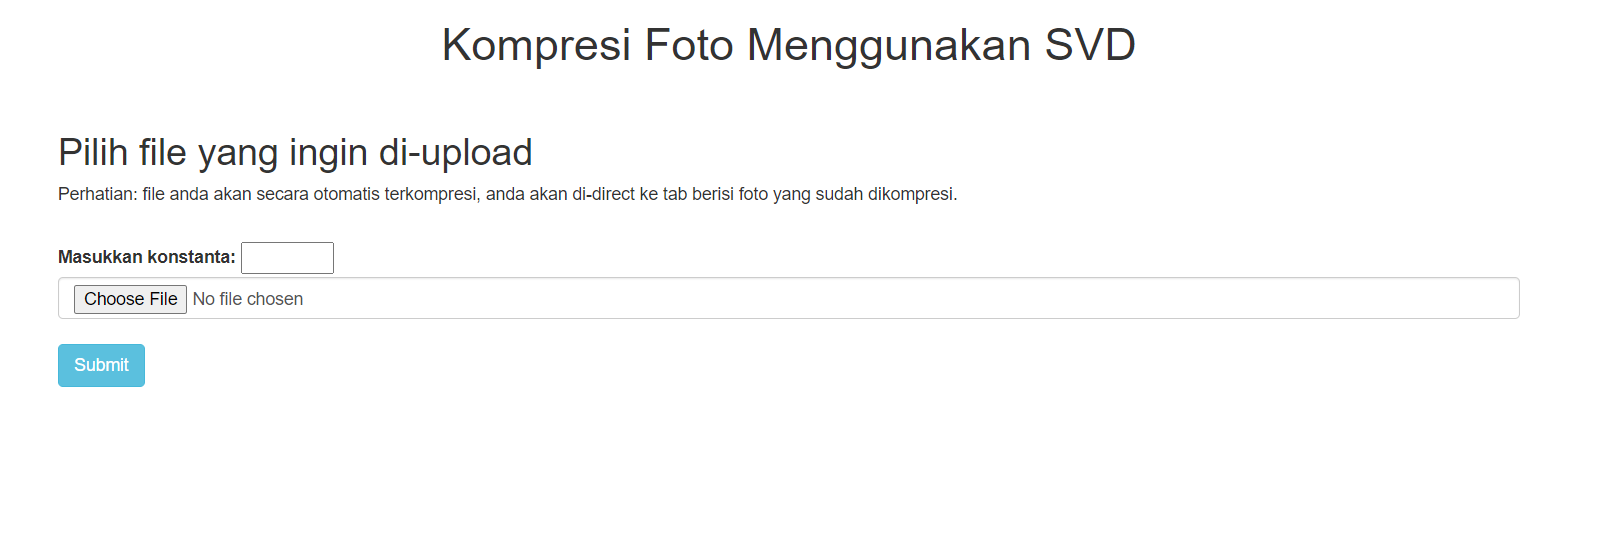 Kompresi Foto Menggunakan SVD
Pilih file yang ingin di-upload
Perhatian: file anda akan secara otomatis terkompresi, anda akan di-direct ke tab berisi foto yang sudah dikompresi.
Masukkan konstanta:
Choose File No file chosen
Submit